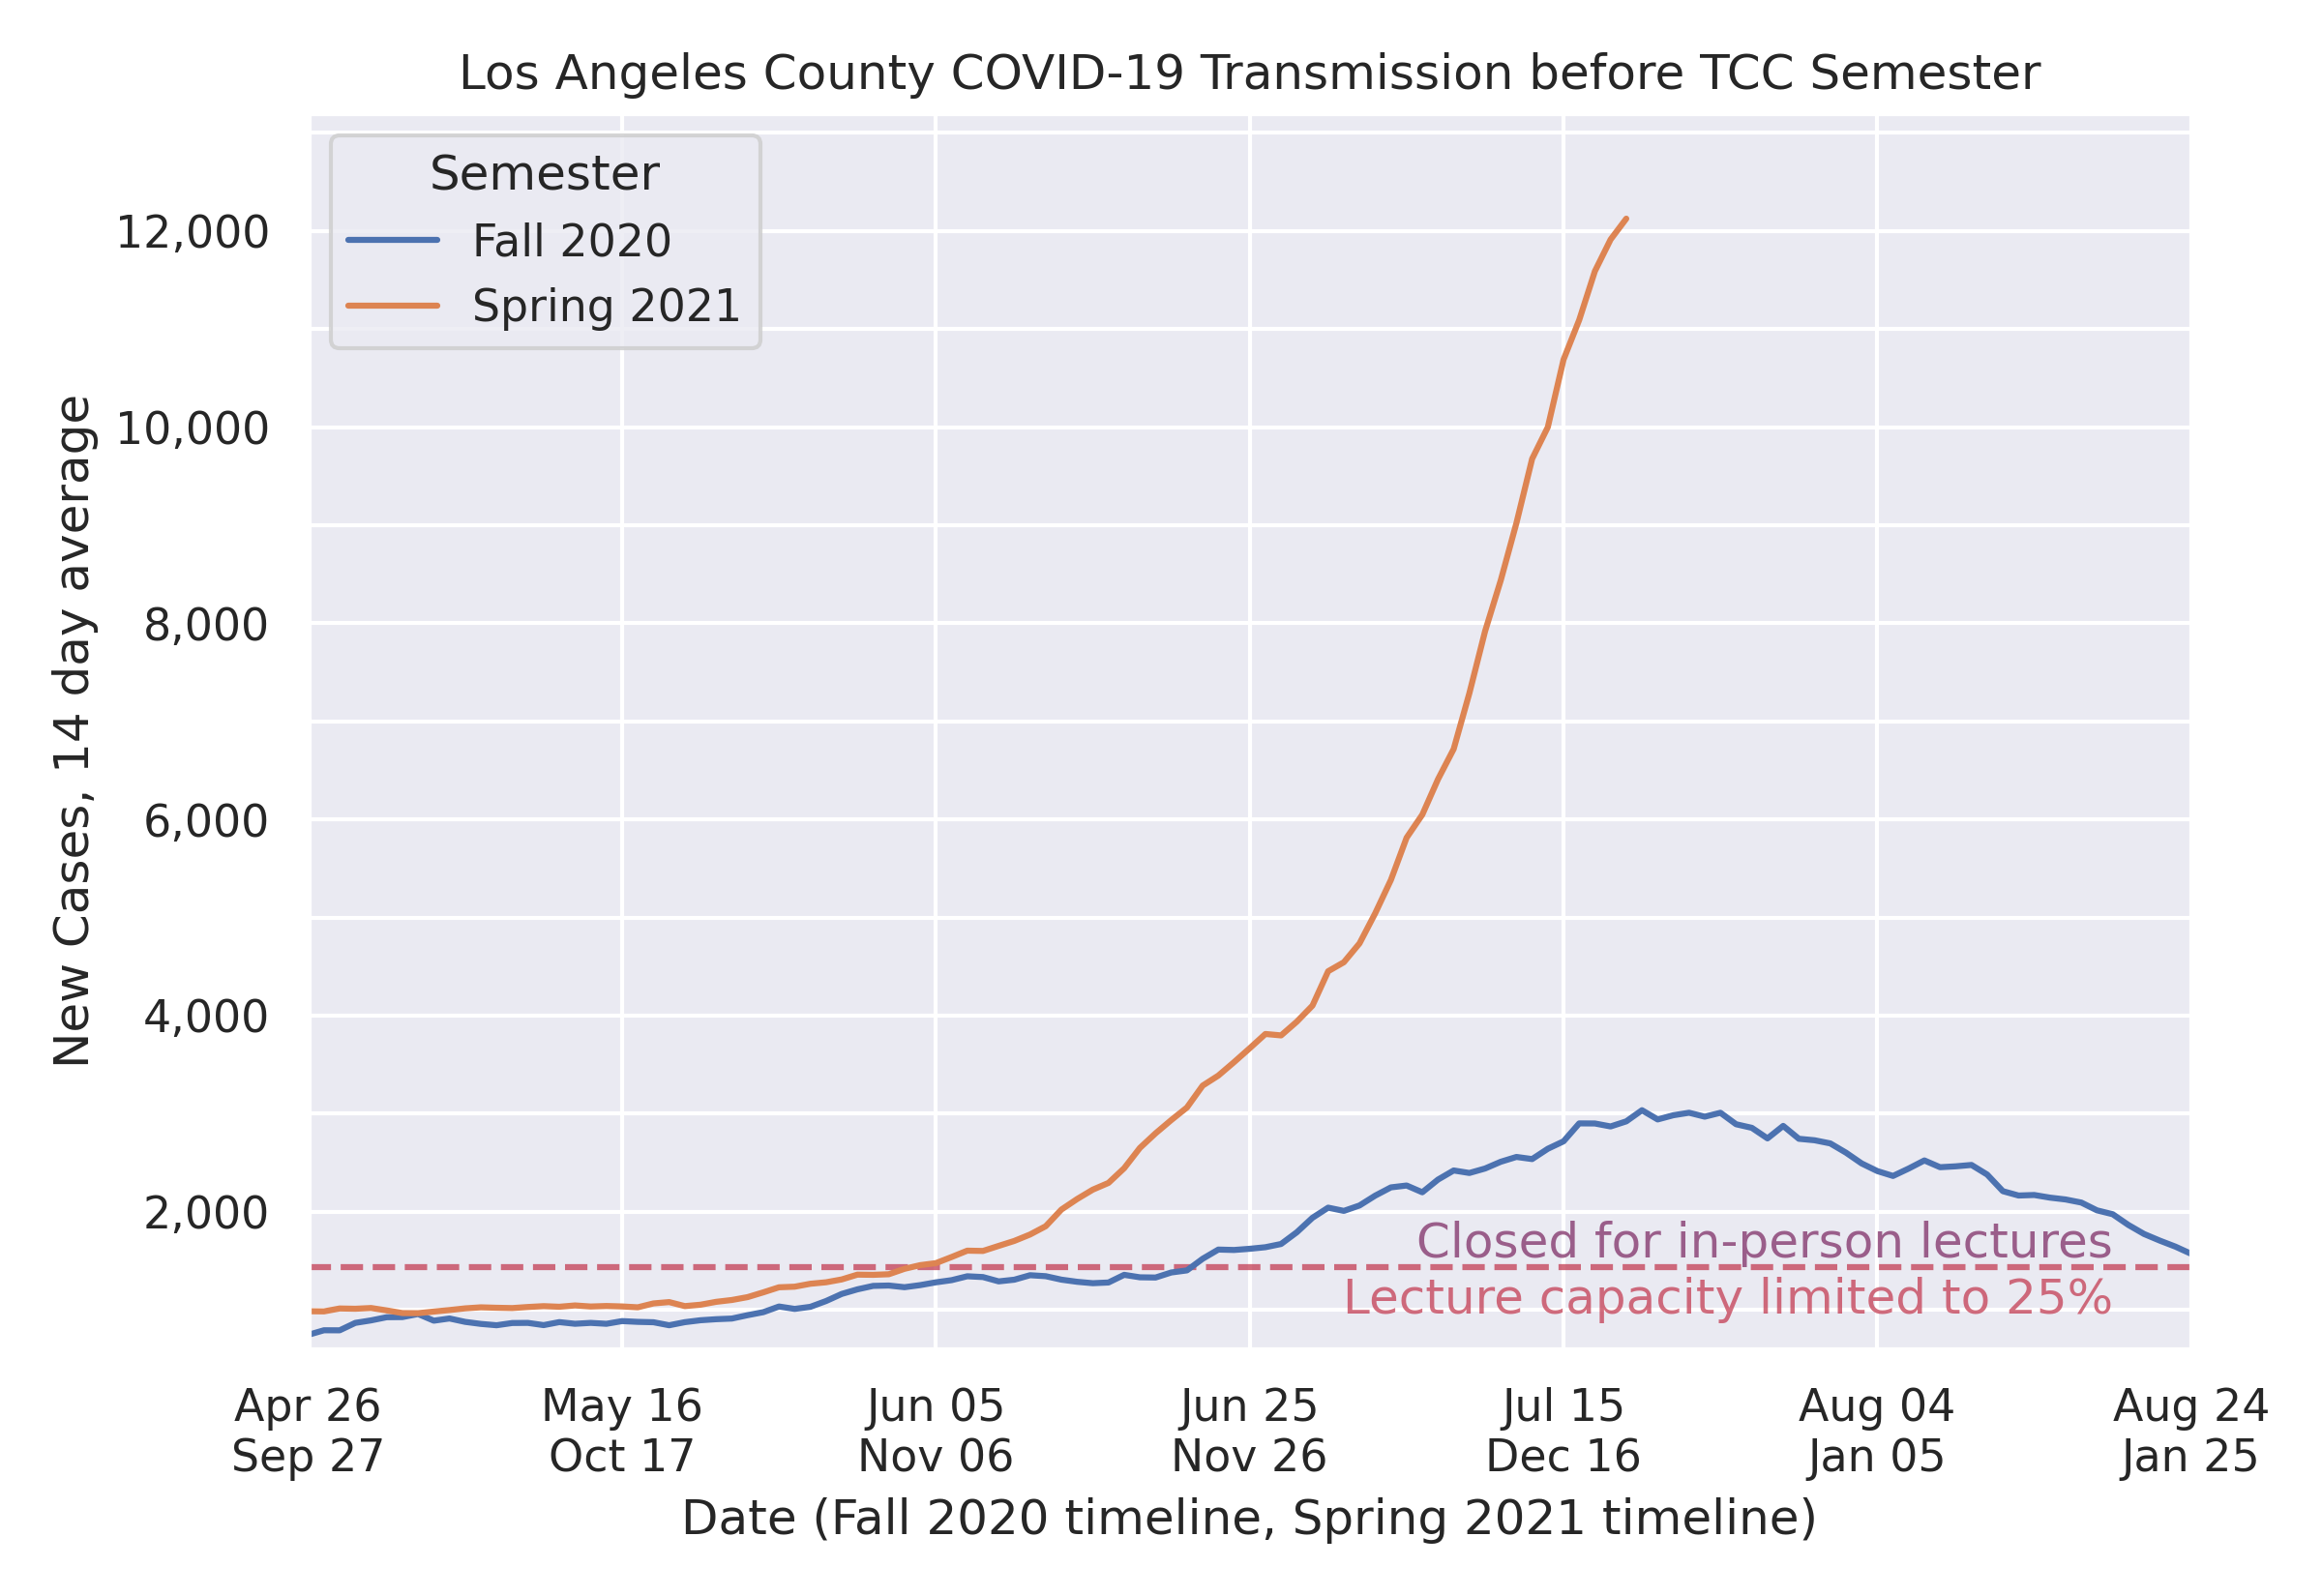 Los Angeles County COVID-19 Transmission before TCC Semester
Semester
Fall 2020
Spring 2021
New Cases, 14 day average
12,000
10,000
8,000
6,000
4,000
2,000
Closed for in-person lectures
Lecture capacity limited to 25%
Apr 26 May 16 Jun 05 Jun 25 Jul 15 Aug 04 Aug 24
Sep 27 Oct 17 Nov 06 Nov 26 Dec 16 Jan 05 Jan 25
Date (Fall 2020 timeline, Spring 2021 timeline)